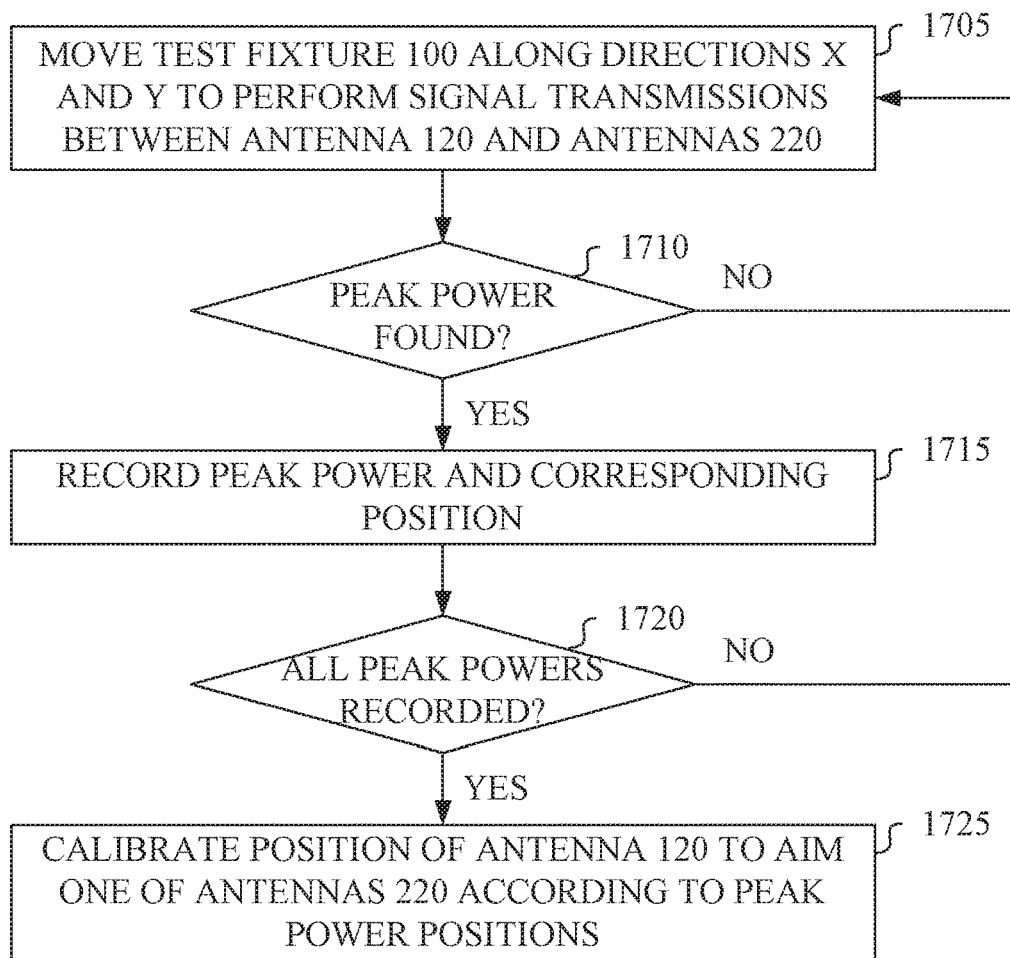 1705
MOVE TEST FIXTURE 100 ALONG DIRECTIONS X
AND Y TO PERFORM SIGNAL TRANSMISSIONS
BETWEEN ANTENNA 120 AND ANTENNAS 220
1710
PEAK POWER
FOUND?
NO
YES
1715
RECORD PEAK POWER AND CORRESPONDING
POSITION
1720
ALL PEAK POWERS
RECORDED?
NO
YES
1725
CALIBRATE POSITION OF ANTENNA 120 TO AIM
ONE OF ANTENNAS 220 ACCORDING TO PEAK
POWER POSITIONS